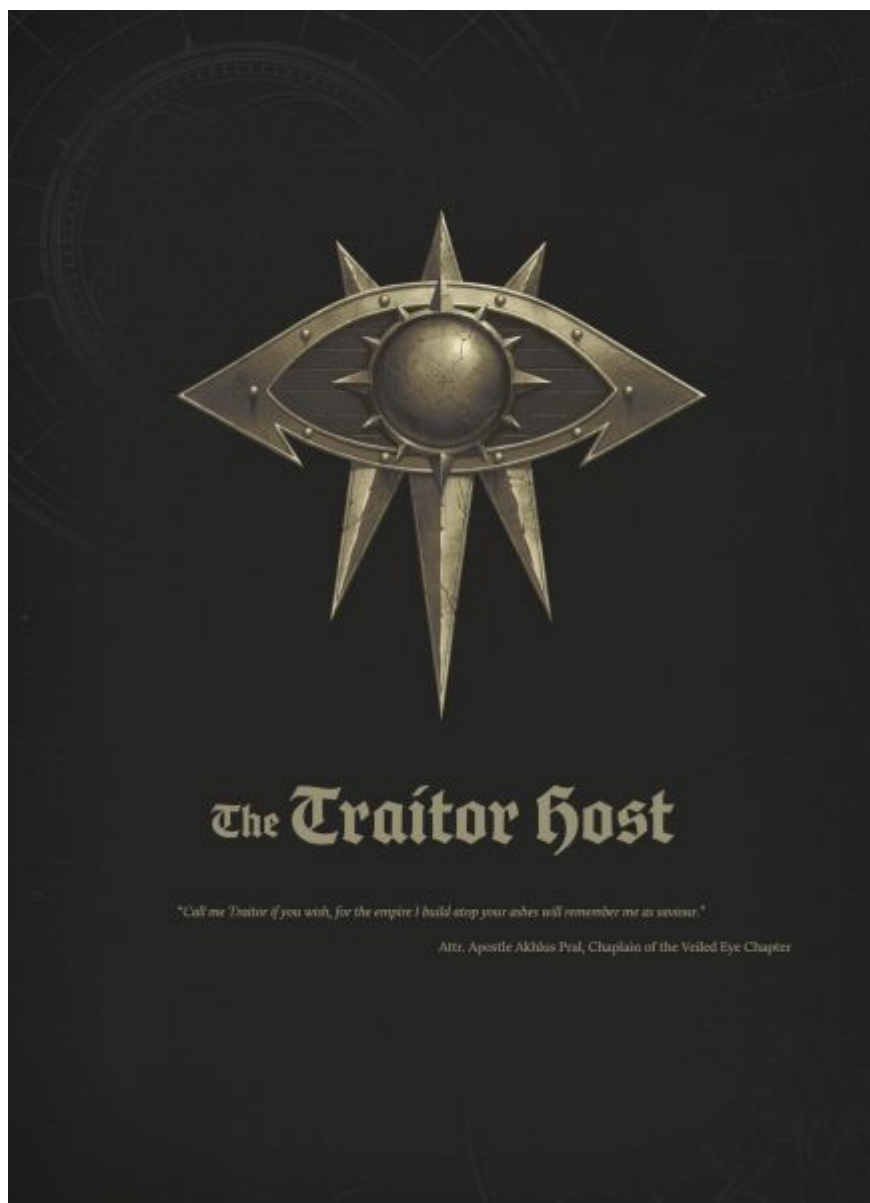 The Traitor Host
“Call me Traitor if you wish, for the empire I build atop your ashes will remember me as saviour.”
Attr. Apostle Akhlus Pral, Chaplain of the Veiled Eye Chapter